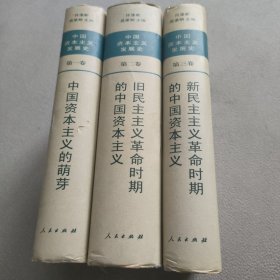 许涤新
吴承明 主编
中国
资本主义
发展史
第一卷
中国资本主义的萌芽
人民出版社
许涤新
吴承明 主编
中国
资本主义
发展史
第二卷
旧民主主义革命时期
的中国资本主义
人民出版社
许涤新
吴承明 主编
中国
资本主义
发展史
第三卷
新民主主义革命时期
的中国资本主义
人民出版社